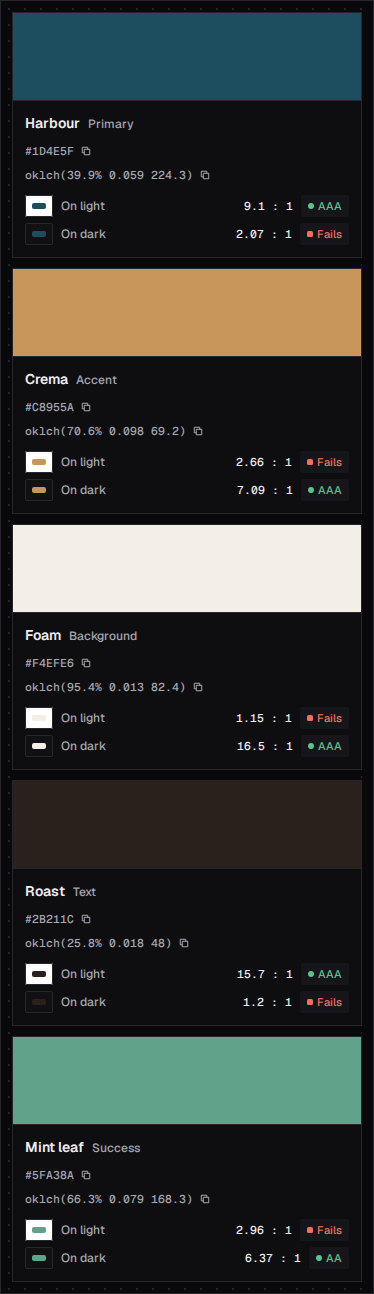 Harbour Primary
#1D4E5F
oklch(39.9% 0.059 224.3)
On light 9.1 : 1 AAA
On dark 2.07 : 1 Fails
Crema Accent
#C8955A
oklch(70.6% 0.098 69.2)
On light 2.66 : 1 Fails
On dark 7.09 : 1 AAA
Foam Background
#F4EFE6
oklch(95.4% 0.013 82.4)
On light 1.15 : 1 Fails
On dark 16.5 : 1 AAA
Roast Text
#2B211C
oklch(25.8% 0.018 48)
On light 15.7 : 1 AAA
On dark 1.2 : 1 Fails
Mint leaf Success
#5FA38A
oklch(66.3% 0.079 168.3)
On light 2.96 : 1 Fails
On dark 6.37 : 1 AA